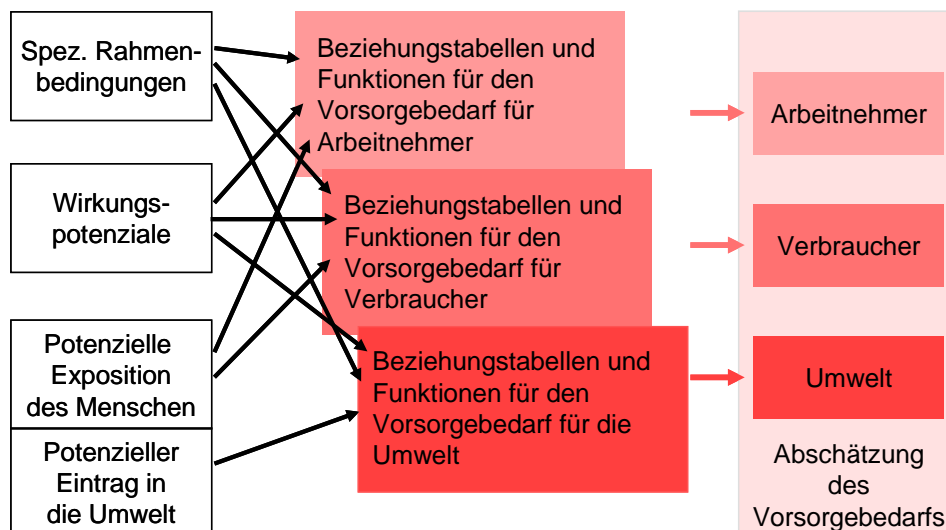 Spez. Rahmen-
bedingungen
Wirkungs-
potenziale
Potenzielle
Exposition
des Menschen
Potenzieller
Eintrag in
die Umwelt
Beziehungstabellen und
Funktionen für den
Vorsorgebedarf für
Arbeitnehmer
Beziehungstabellen und
Funktionen für den
Vorsorgebedarf für
Verbraucher
Beziehungstabellen und
Funktionen für den
Vorsorgebedarf für die
Umwelt
Arbeitnehmer
Verbraucher
Umwelt
Abschätzung
des
Vorsorgebedarfs